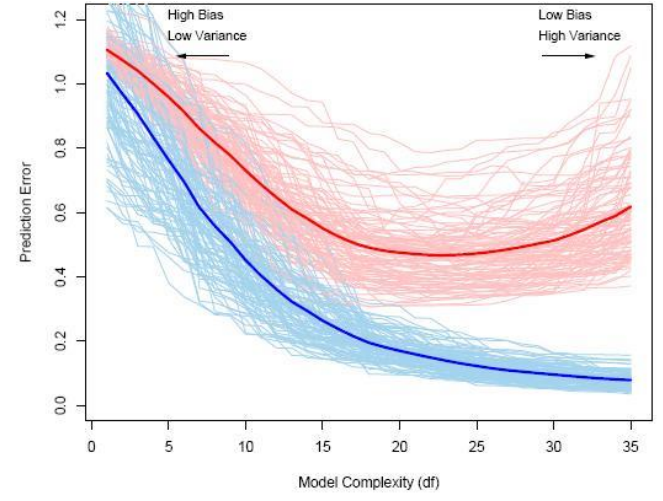 High Bias
Low Variance
Low Bias
High Variance
1.2
1.0
0.8
0.6
0.4
0.2
0.0
Prediction Error
0 5 10 15 20 25 30 35
Model Complexity (df)